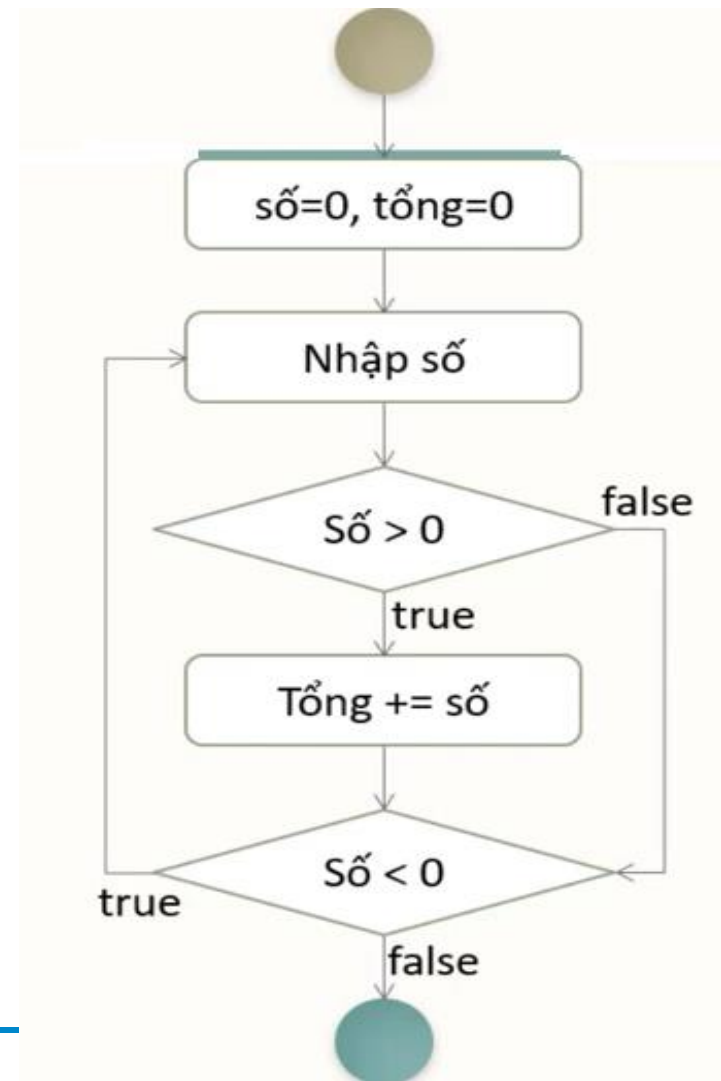 số=0, tổng=0
Nhập số
Số > 0
false
true
Tổng += số
Số < 0
true
false